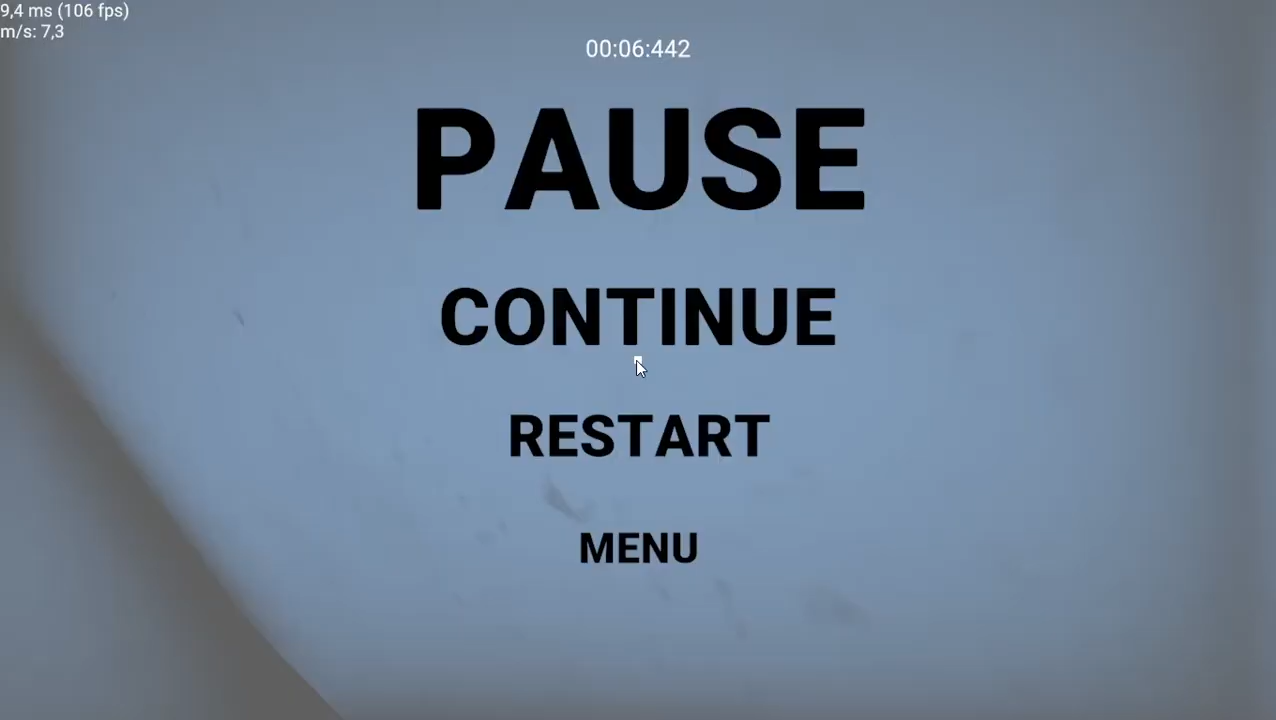 9,4 ms (106 fps)
m/s: 7,3
00:06:442
PAUSE
CONTINUE
RESTART
MENU